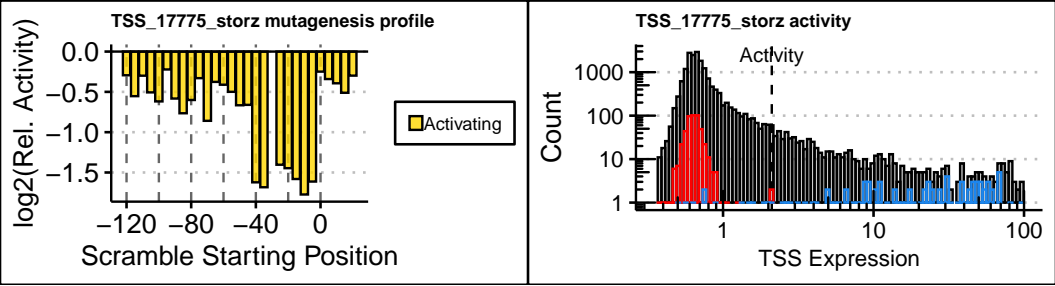 TSS_17775_storz mutagenesis profile
log2(Rel. Activity)
0.0
−0.5
−1.0
−1.5
−120
−80
−40
0
Scramble Starting Position
Activating
TSS_17775_storz activity
Activity
Count
1000
100
10
1
1
10
100
TSS Expression